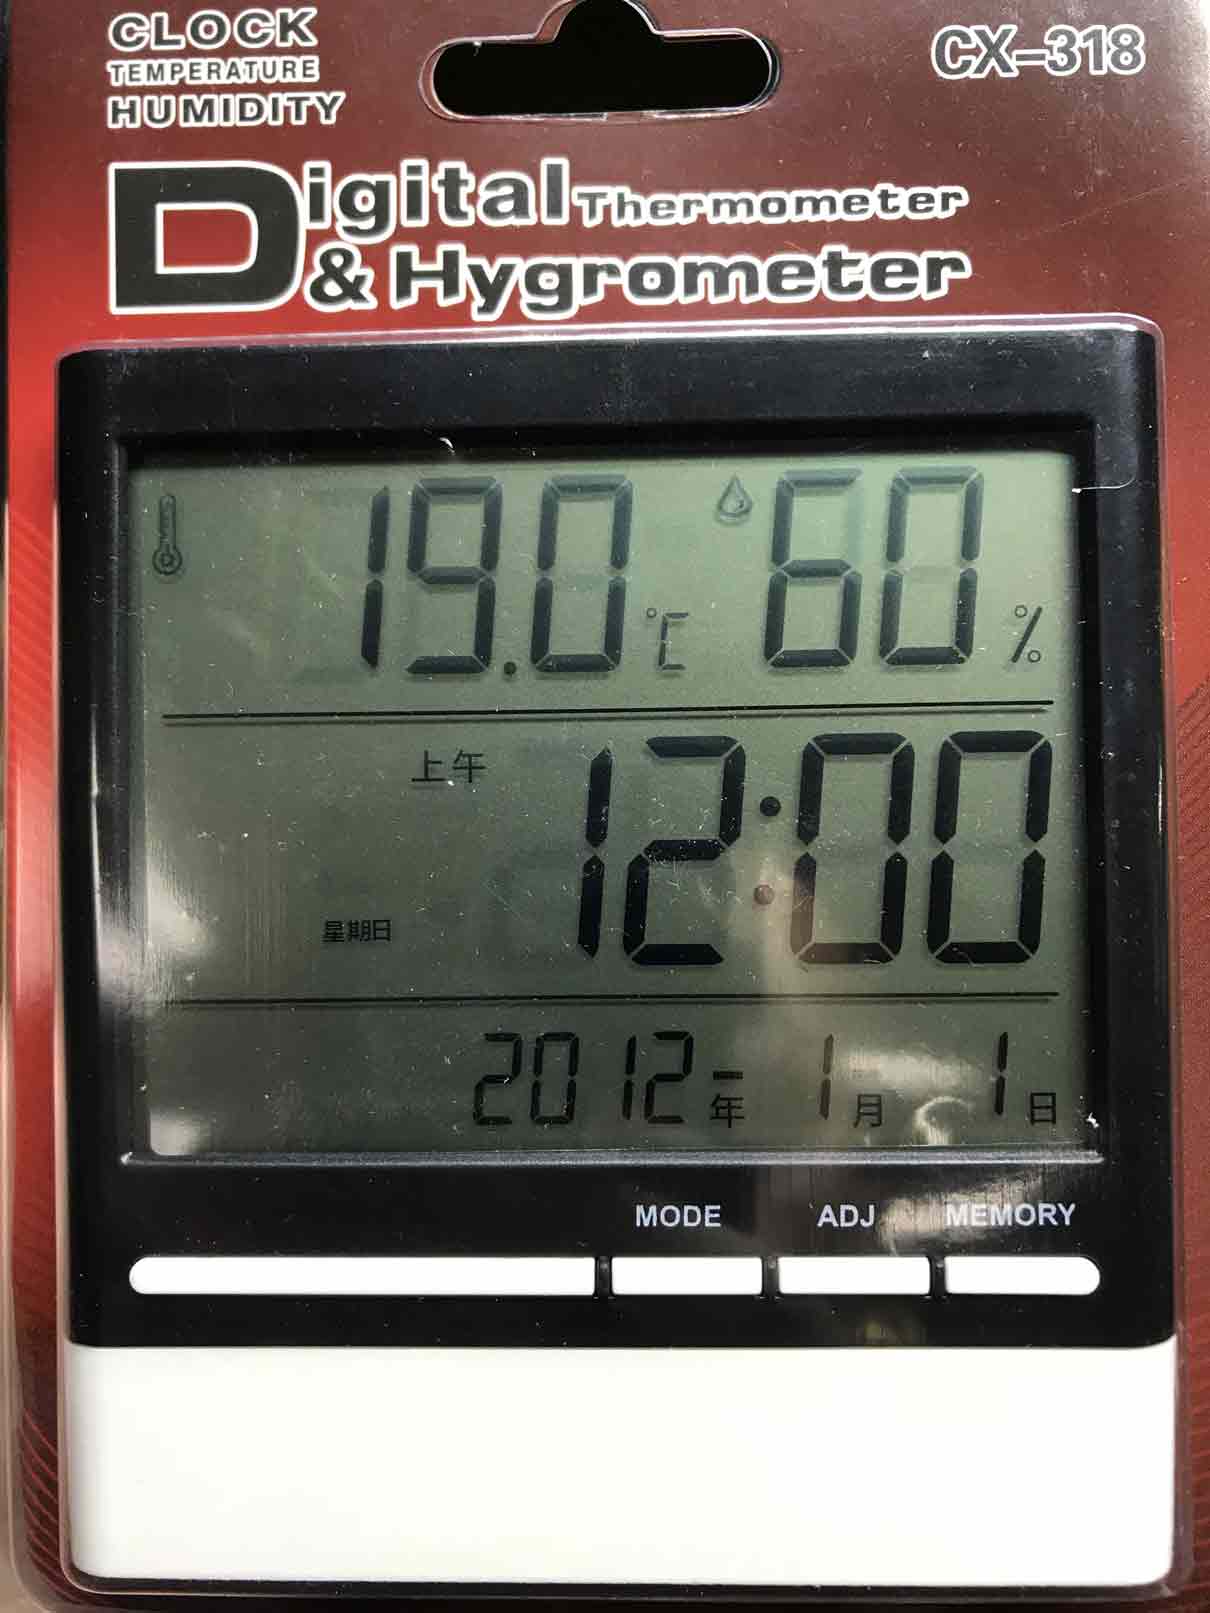 CLOCK
TEMPERATURE
HUMIDITY
CX-318
Digital Thermometer
& Hygrometer
19.0 °C 60 %
上午 12:00
星期日
2012年 1月 1日
MODE ADJ MEMORY